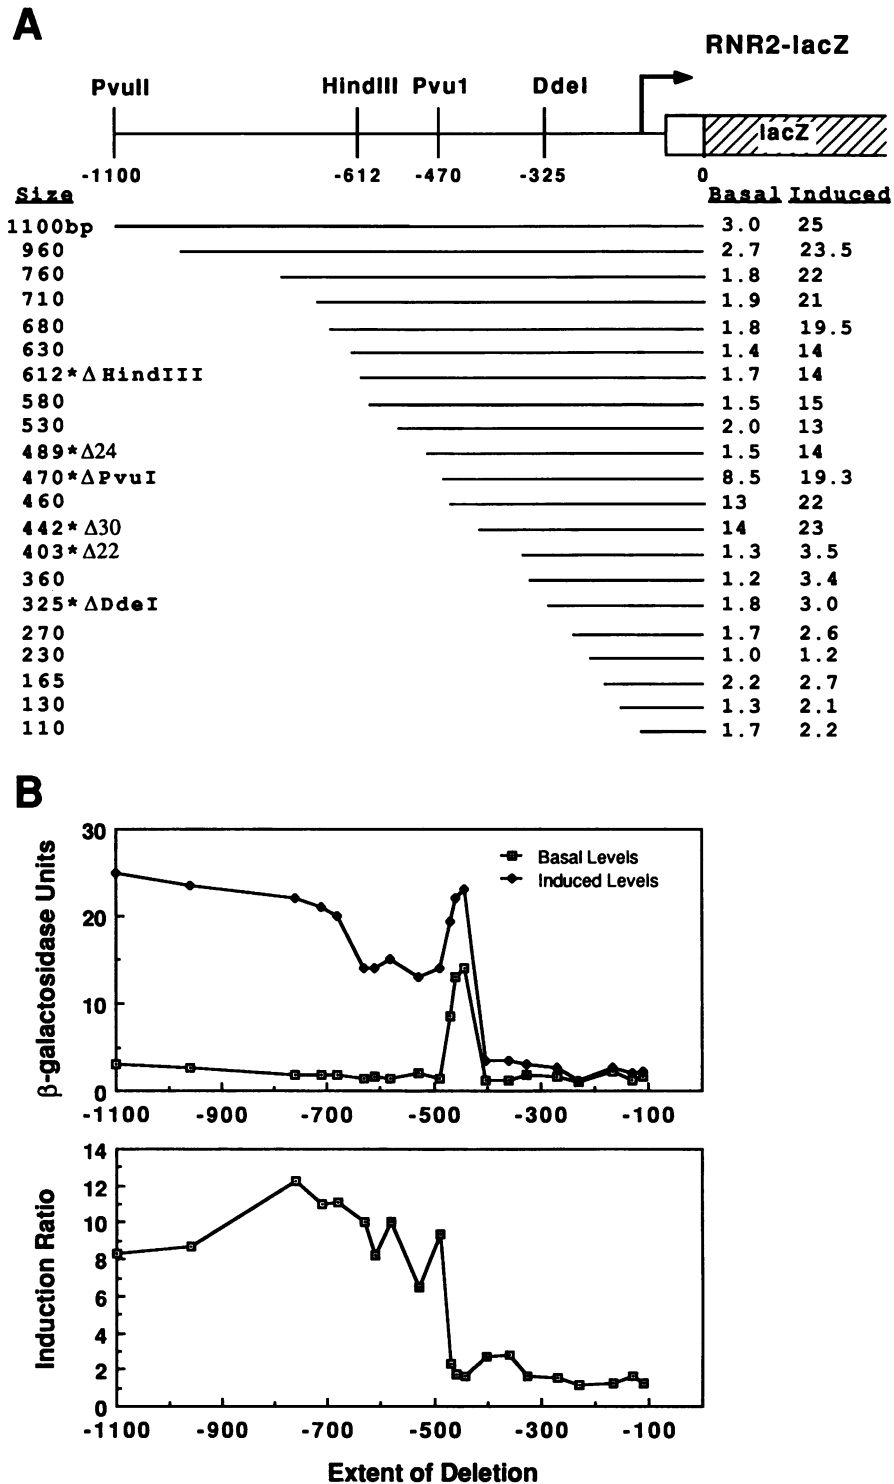 A
RNR2-lacZ
PvuII HindIII Pvu1 DdeI
lacZ
-1100 -612 -470 -325 0
Size Basal Induced
1100bp 3.0 25
960 2.7 23.5
760 1.8 22
710 1.9 21
680 1.8 19.5
630 1.4 14
612*ΔHindIII 1.7 14
580 1.5 15
530 2.0 13
489*Δ24 1.5 14
470*ΔPvuI 8.5 19.3
460 13 22
442*Δ30 14 23
403*Δ22 1.3 3.5
360 1.2 3.4
325*ΔDdeI 1.8 3.0
270 1.7 2.6
230 1.0 1.2
165 2.2 2.7
130 1.3 2.1
110 1.7 2.2
B
β-galactosidase Units
30
20
10
0
Basal Levels
Induced Levels
-1100 -900 -700 -500 -300 -100
Induction Ratio
14
12
10
8
6
4
2
0
-1100 -900 -700 -500 -300 -100
Extent of Deletion